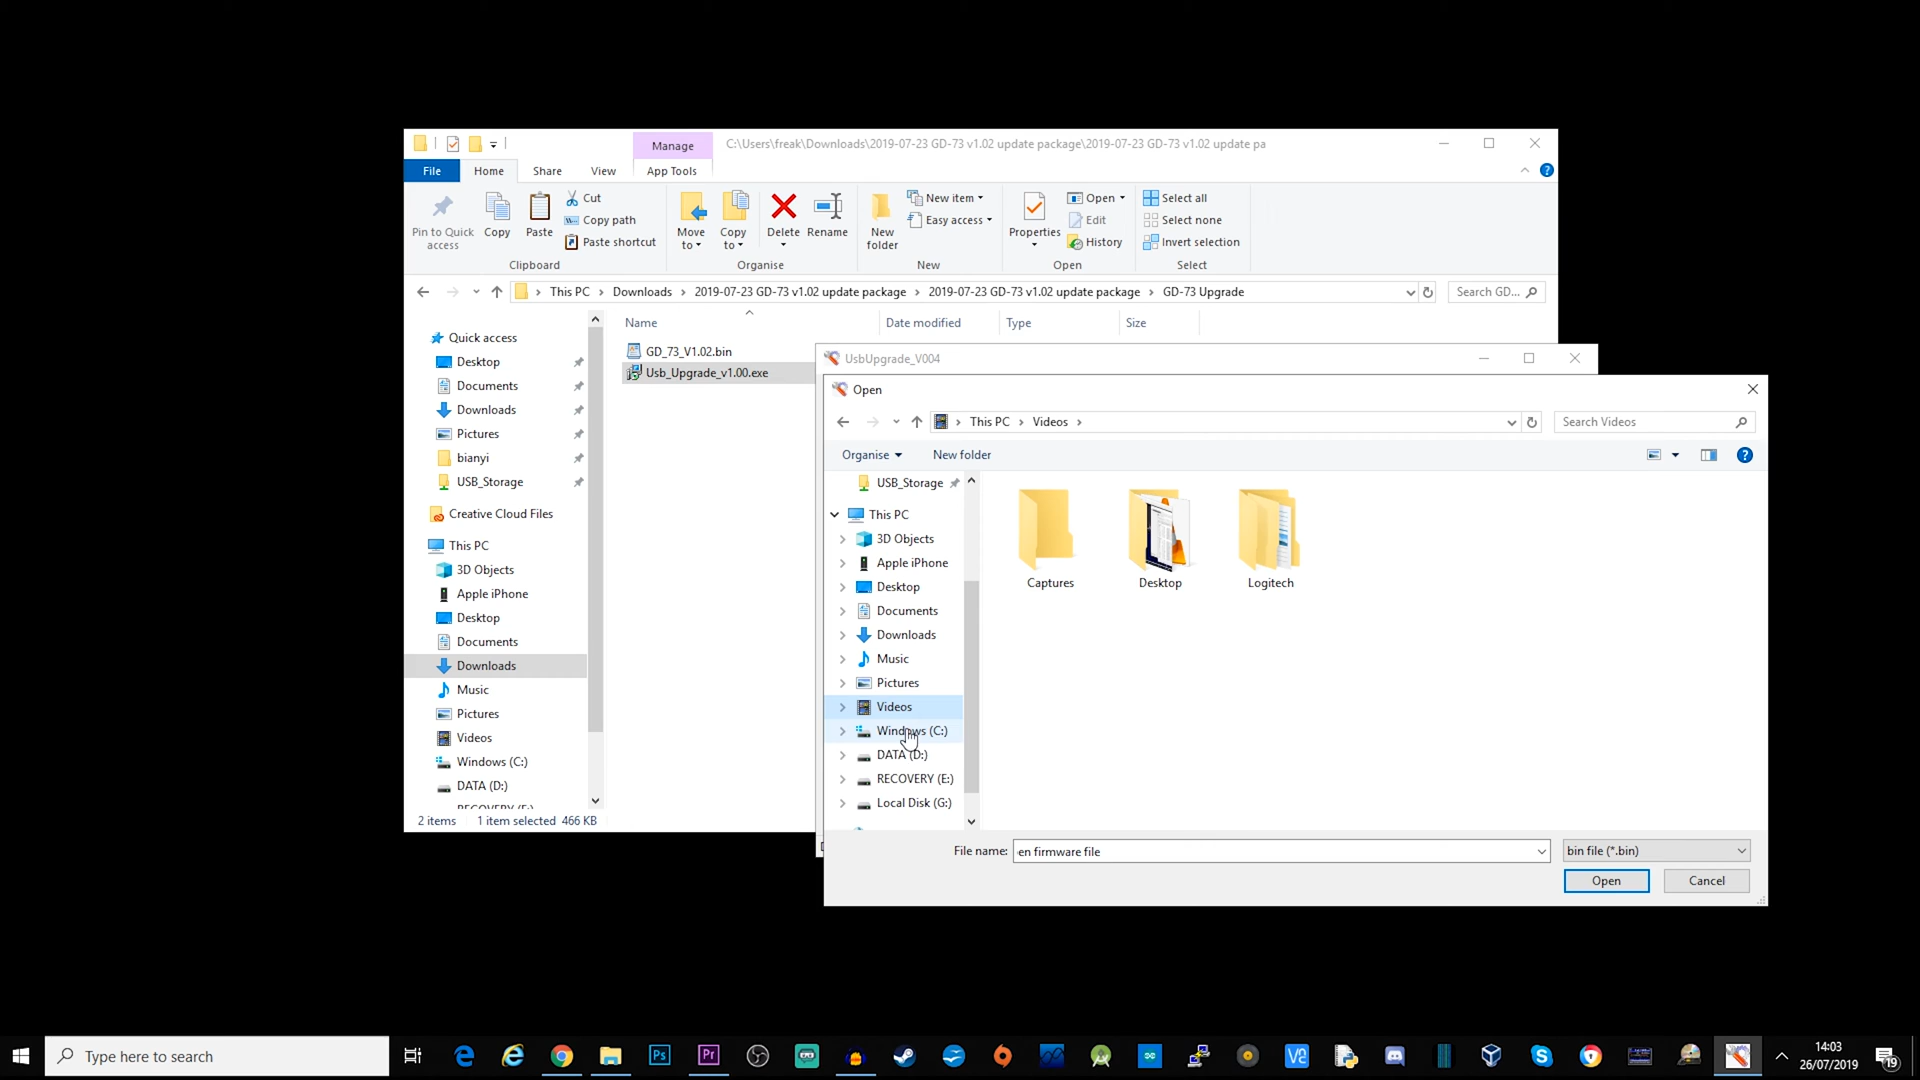 Manage
C:\Users\freak\Downloads\2019-07-23 GD-73 v1.02 update package\2019-07-23 GD-73 v1.02 update pa
File
Home
Share
View
App Tools
Pin to Quick access
Copy
Paste
Cut
Copy path
Paste shortcut
Clipboard
Move to
Copy to
Delete
Rename
Organise
New folder
New item
Easy access
New
Properties
Open
Edit
History
Open
Select all
Select none
Invert selection
Select
This PC > Downloads > 2019-07-23 GD-73 v1.02 update package > 2019-07-23 GD-73 v1.02 update package > GD-73 Upgrade
Search GD...
Name
Date modified
Type
Size
Quick access
Desktop
Documents
Downloads
Pictures
bianyi
USB_Storage
Creative Cloud Files
This PC
3D Objects
Apple iPhone
Desktop
Documents
Downloads
Music
Pictures
Videos
Windows (C:)
DATA (D:)
RECOVERY (E:)
GD_73_V1.02.bin
Usb_Upgrade_v1.00.exe
2 items
1 item selected 466 KB
UsbUpgrade_V004
Open
This PC > Videos >
Search Videos
Organise
New folder
USB_Storage
This PC
3D Objects
Apple iPhone
Desktop
Documents
Downloads
Music
Pictures
Videos
Windows (C:)
DATA (D:)
RECOVERY (E:)
Local Disk (G:)
Captures
Desktop
Logitech
File name:
en firmware file
bin file (*.bin)
Open
Cancel
Type here to search
14:03
26/07/2019
19